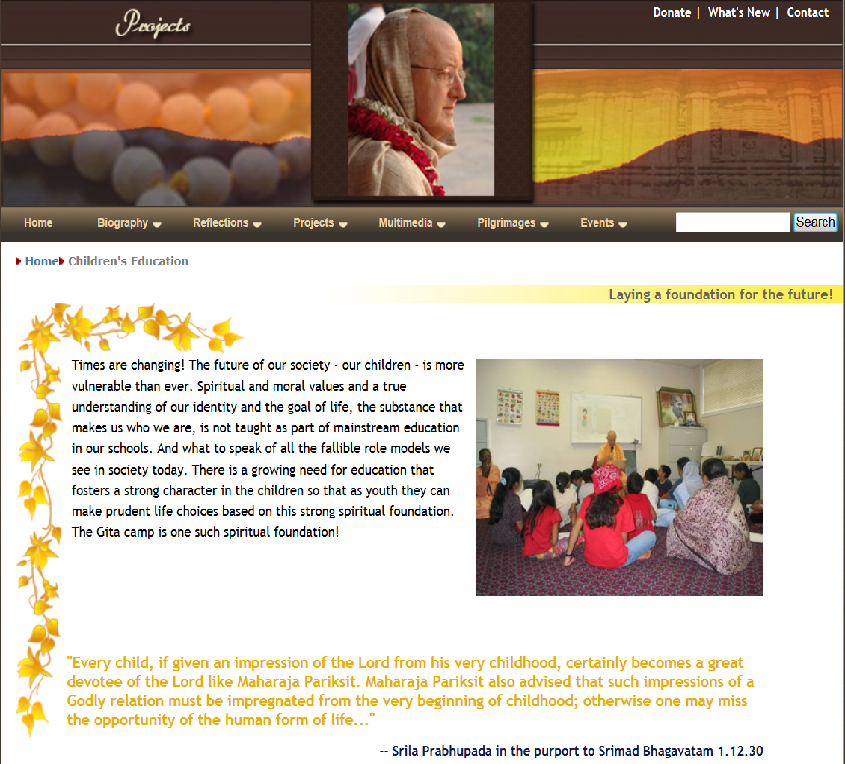 Projects
Donate | What's New | Contact
Home Biography Reflections Projects Multimedia Pilgrimages Events Search
Home Children's Education
Laying a foundation for the future!
Times are changing! The future of our society - our children - is more
vulnerable than ever. Spiritual and moral values and a true
understanding of our identity and the goal of life, the substance that
makes us who we are, is not taught as part of mainstream education
in our schools. And what to speak of all the fallible role models we
see in society today. There is a growing need for education that
fosters a strong character in the children so that as youth they can
make prudent life choices based on this strong spiritual foundation.
The Gita camp is one such spiritual foundation!
"Every child, if given an impression of the Lord from his very childhood, certainly becomes a great
devotee of the Lord like Maharaja Pariksit. Maharaja Pariksit also advised that such impressions of a
Godly relation must be impregnated from the very beginning of childhood; otherwise one may miss
the opportunity of the human form of life..."
-- Srila Prabhupada in the purport to Srimad Bhagavatam 1.12.30